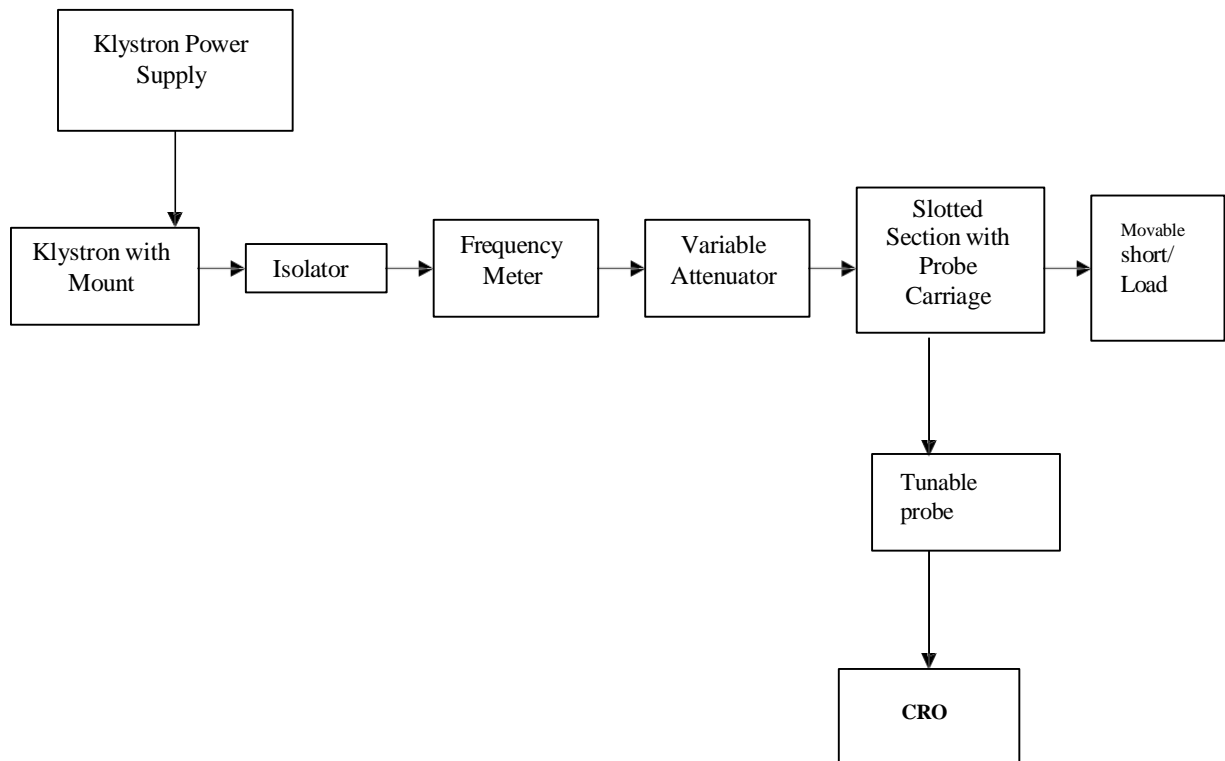 Klystron Power
Supply
Klystron with
Mount
Isolator
Frequency
Meter
Variable
Attenuator
Slotted
Section with
Probe
Carriage
Movable
short/
Load
Tunable
probe
CRO